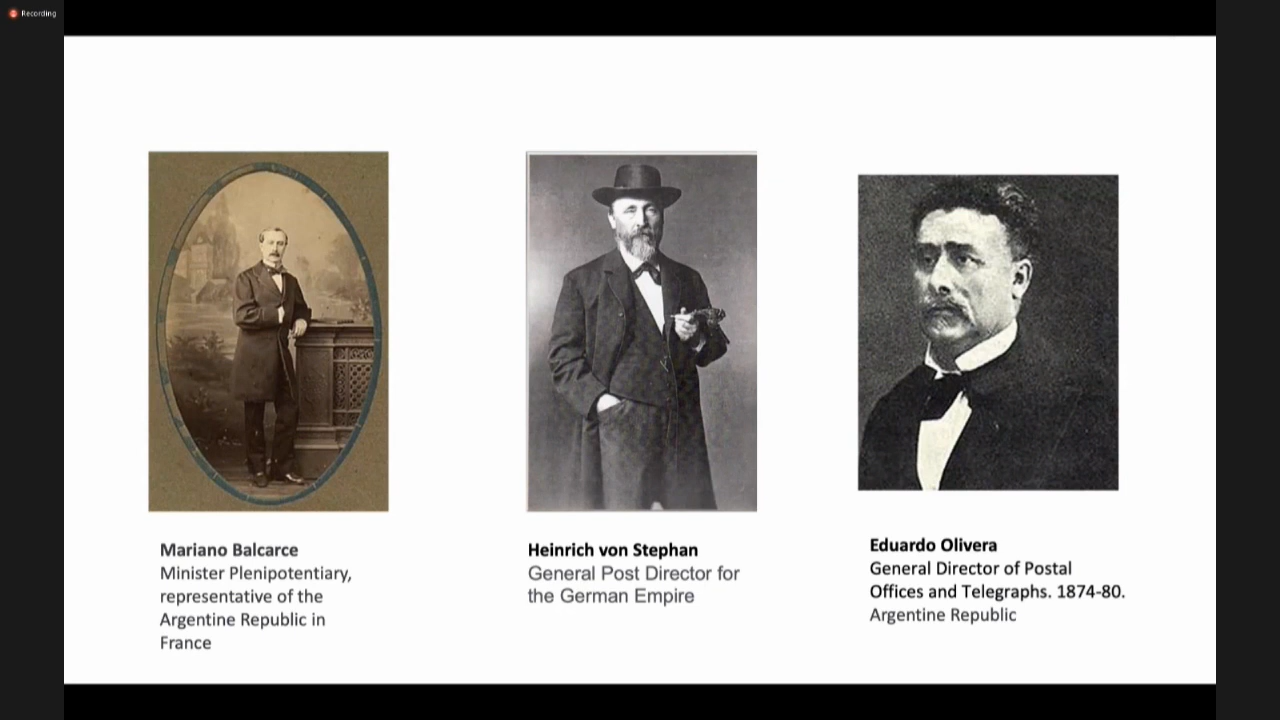 Recording
Mariano Balcarce
Minister Plenipotentiary,
representative of the
Argentine Republic in
France
Heinrich von Stephan
General Post Director for
the German Empire
Eduardo Olivera
General Director of Postal
Offices and Telegraphs. 1874-80.
Argentine Republic